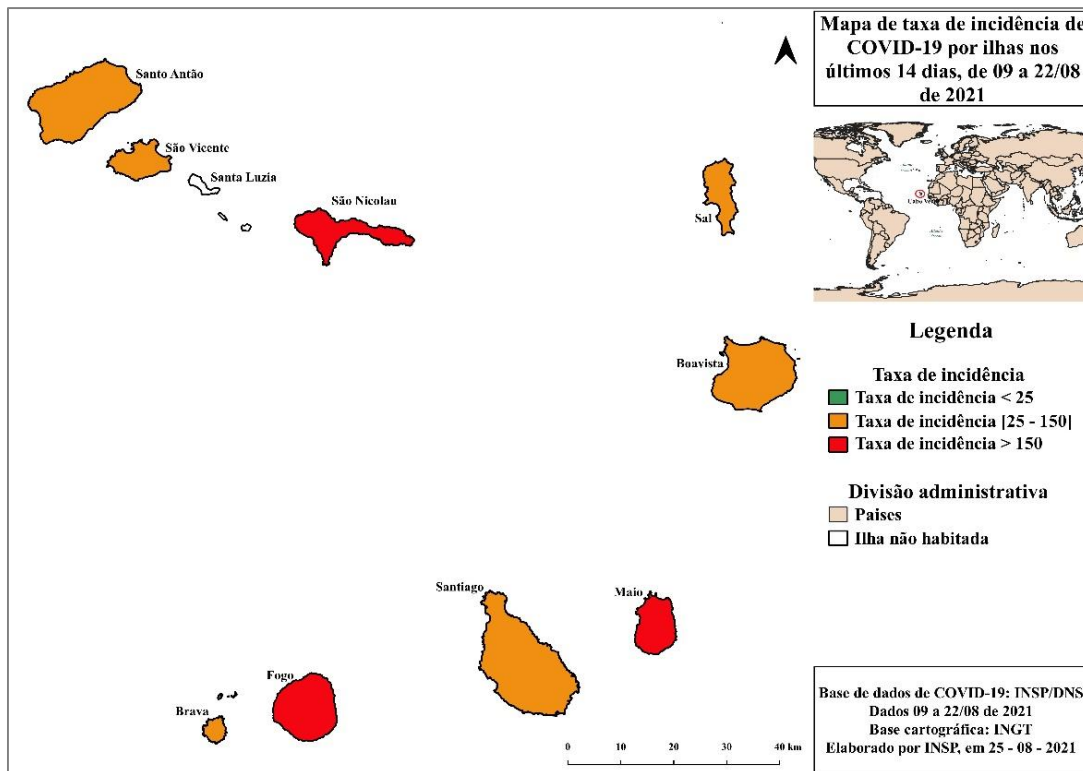 Mapa de taxa de incidência de
COVID-19 por ilhas nos
últimos 14 dias, de 09 a 22/08
de 2021
Santo Antão
São Vicente
Santa Luzia
São Nicolau
Sal
Boavista
Santiago
Maio
Fogo
Brava
Legenda
Taxa de incidência
Taxa de incidência < 25
Taxa de incidência [25 - 150]
Taxa de incidência > 150
Divisão administrativa
Paises
Ilha não habitada
0 10 20 30 40 km
Base de dados de COVID-19: INSP/DNS
Dados 09 a 22/08 de 2021
Base cartográfica: INGT
Elaborado por INSP, em 25 - 08 - 2021